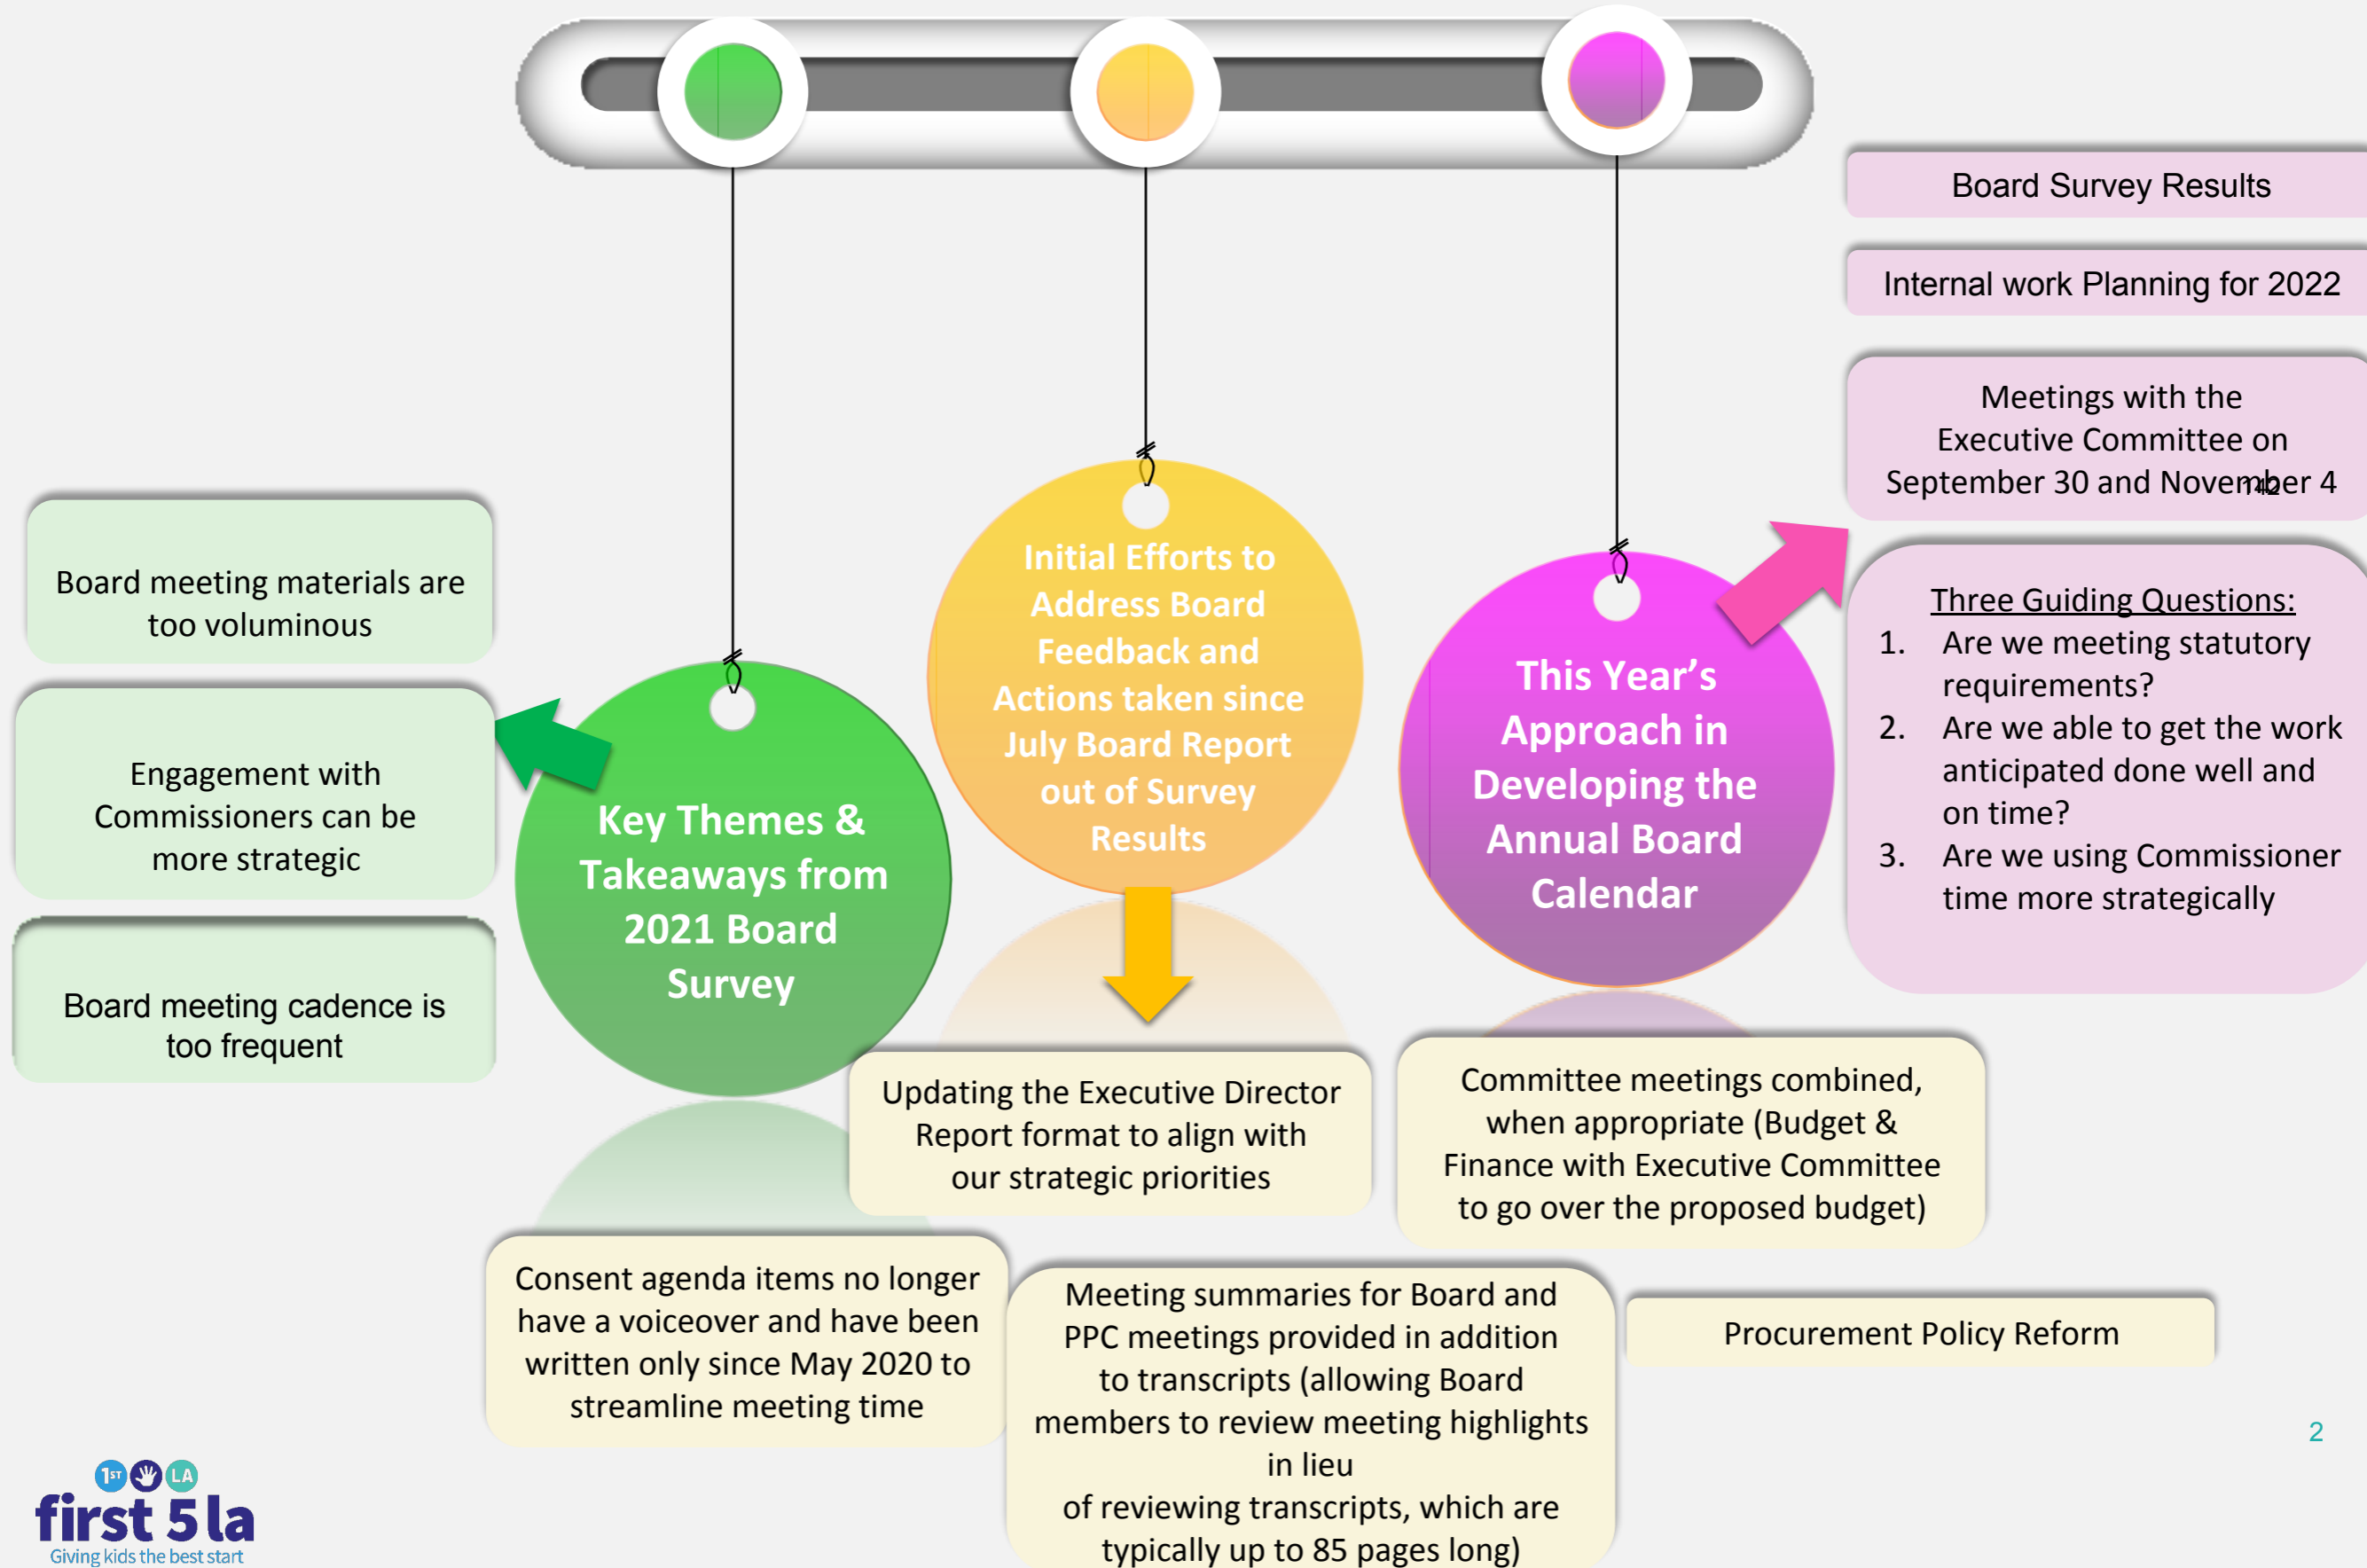 Board meeting materials are
too voluminous
Engagement with
Commissioners can be
more strategic
Board meeting cadence is
too frequent
Key Themes &
Takeaways from
2021 Board
Survey
Initial Efforts to
Address Board
Feedback and
Actions taken since
July Board Report
out of Survey
Results
This Year’s
Approach in
Developing the
Annual Board
Calendar
Board Survey Results
Internal work Planning for 2022
Meetings with the
Executive Committee on
September 30 and November 4
142
Three Guiding Questions:
1. Are we meeting statutory
requirements?
2. Are we able to get the work
anticipated done well and
on time?
3. Are we using Commissioner
time more strategically
Updating the Executive Director
Report format to align with
our strategic priorities
Committee meetings combined,
when appropriate (Budget &
Finance with Executive Committee
to go over the proposed budget)
Consent agenda items no longer
have a voiceover and have been
written only since May 2020 to
streamline meeting time
Meeting summaries for Board and
PPC meetings provided in addition
to transcripts (allowing Board
members to review meeting highlights
in lieu
of reviewing transcripts, which are
typically up to 85 pages long)
Procurement Policy Reform
2
1ST LA
first 5 la
Giving kids the best start